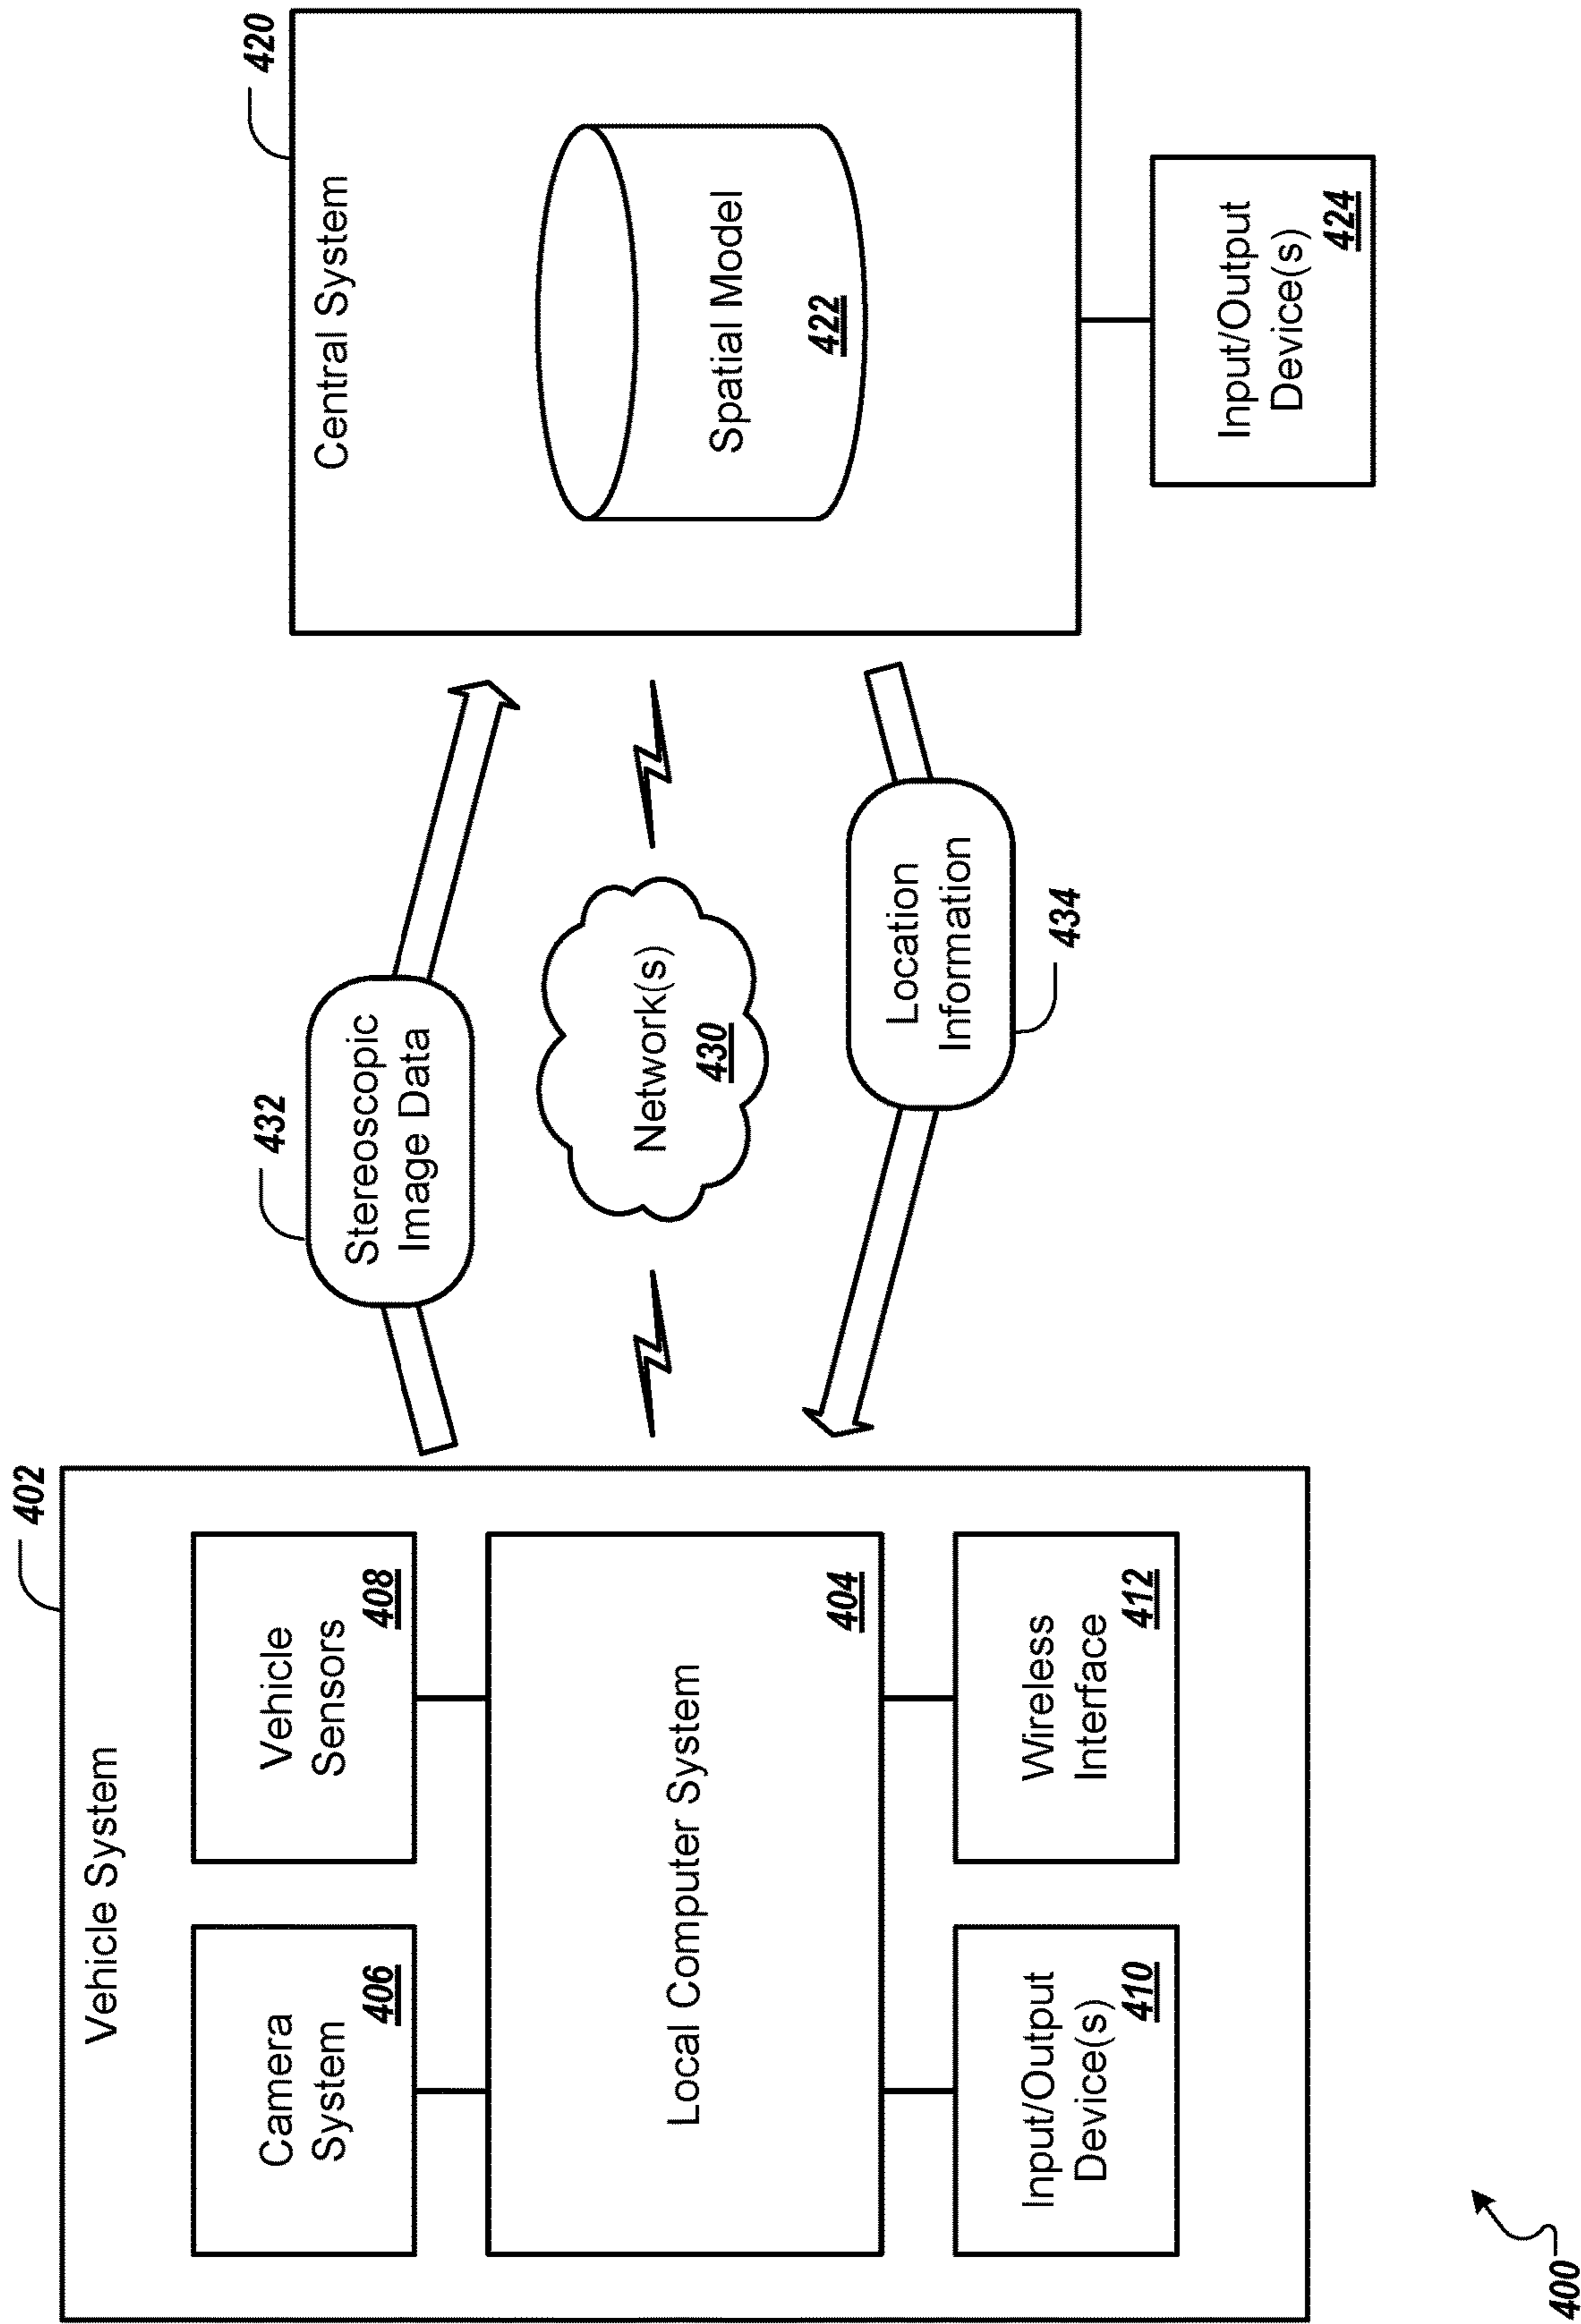 402
Vehicle System
Camera
System
406
Vehicle
Sensors
408
Local Computer System
404
Input/Output
Device(s)
410
Wireless
Interface
412
432
Stereoscopic
Image Data
Network(s)
430
Location
Information
434
420
Central System
Spatial Model
422
Input/Output
Device(s)
424
400